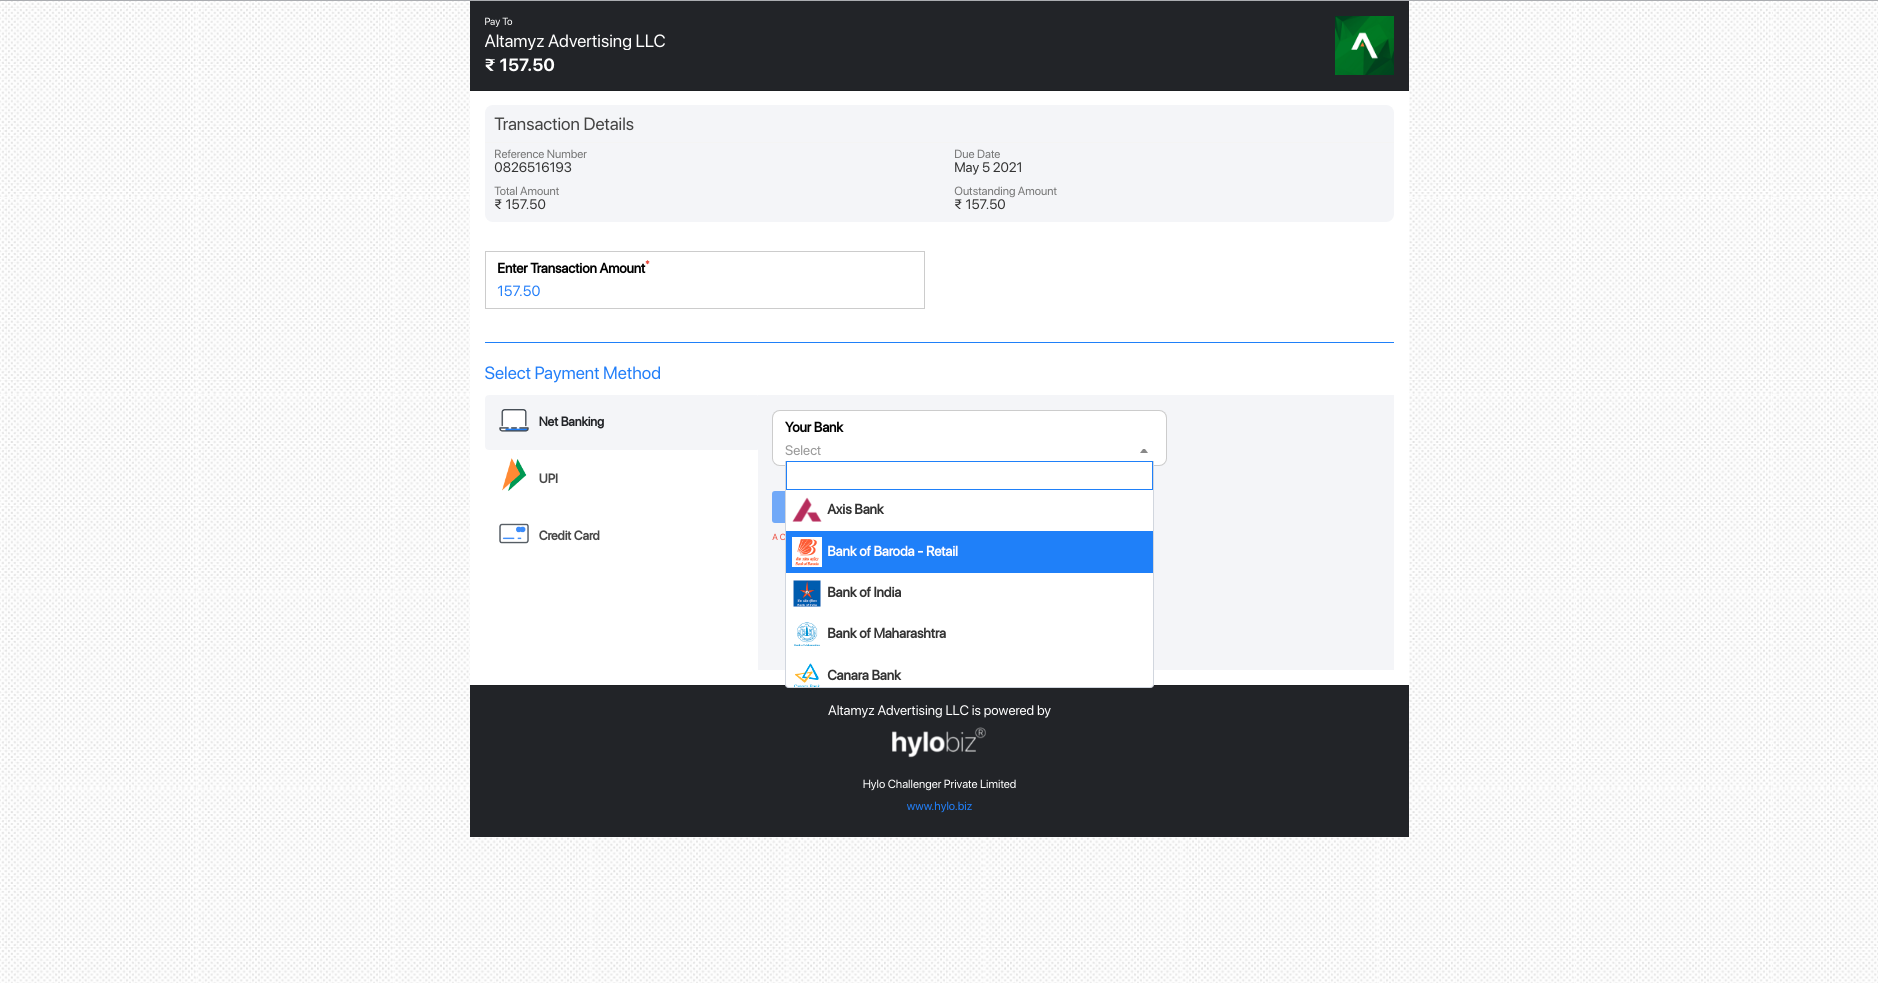 Pay To
Altamyz Advertising LLC
₹ 157.50
Transaction Details
Reference Number
0826516193
Due Date
May 5 2021
Total Amount
₹ 157.50
Outstanding Amount
₹ 157.50
Enter Transaction Amount*
157.50
Select Payment Method
Net Banking
UPI
Credit Card
Your Bank
Select
A C
Axis Bank
Bank of Baroda - Retail
Bank of India
Bank of Maharashtra
Canara Bank
Altamyz Advertising LLC is powered by
hylobiz®
Hylo Challenger Private Limited
www.hylo.biz